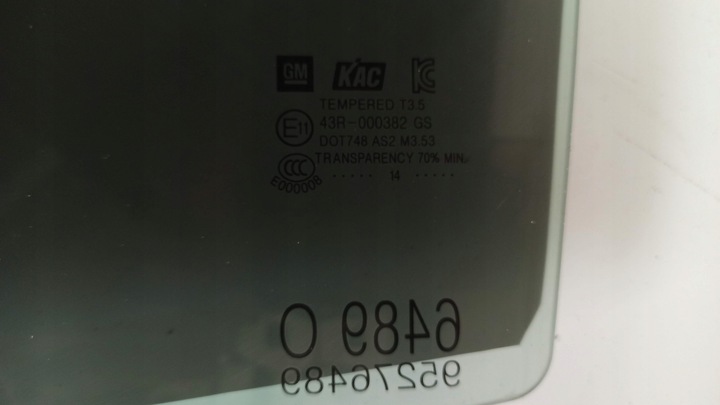 GM KAC KC
TEMPERED T3.5
E11 43R-000382 GS
DOT748 AS2 M3.53
CCC TRANSPARENCY 70% MIN.
E000008 ····· 14 ·····
6489 O
95276489